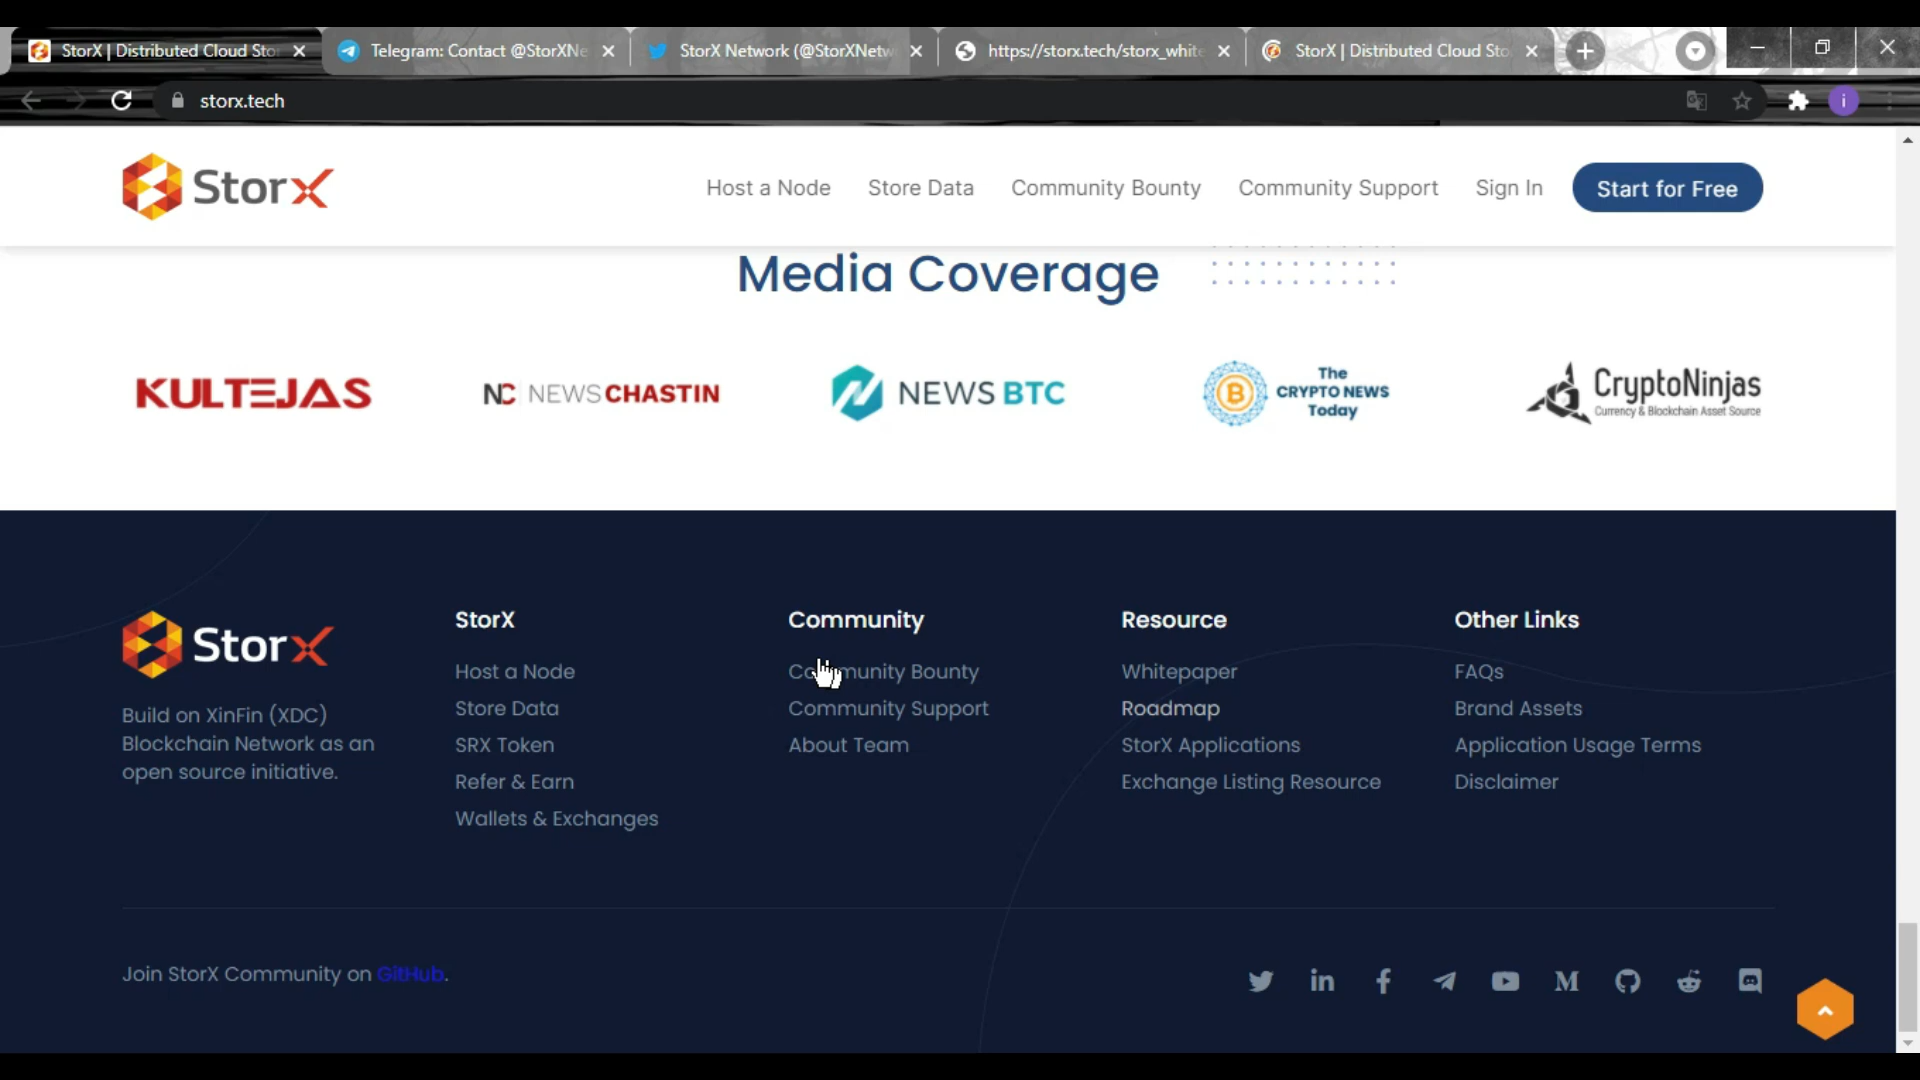 StorX | Distributed Cloud Sto
Telegram: Contact @StorXNe
StorX Network (@StorXNetw
https://storx.tech/storx_white
StorX | Distributed Cloud Sto
storx.tech
i
StorX
Host a Node
Store Data
Community Bounty
Community Support
Sign In
Start for Free
Media Coverage
KULTEJAS
NC | NEWSCHASTIN
NEWS BTC
The
CRYPTO NEWS
Today
CryptoNinjas
Currency & Blockchain Asset Source
StorX
Build on XinFin (XDC)
Blockchain Network as an
open source initiative.
StorX
Host a Node
Store Data
SRX Token
Refer & Earn
Wallets & Exchanges
Community
Community Bounty
Community Support
About Team
Resource
Whitepaper
Roadmap
StorX Applications
Exchange Listing Resource
Other Links
FAQs
Brand Assets
Application Usage Terms
Disclaimer
Join StorX Community on GitHub.